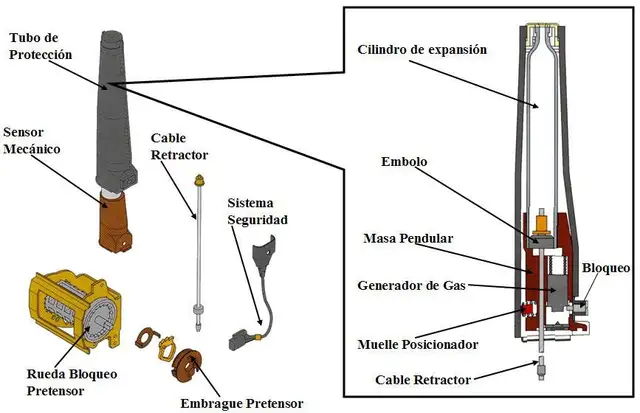 Tubo de
Protección
Sensor
Mecánico
Cable
Retractor
Sistema
Seguridad
Rueda Bloqueo
Pretensor
Embrague Pretensor
Cilindro de expansión
Embolo
Masa Pendular
Generador de Gas
Bloqueo
Muelle Posicionador
Cable Retractor